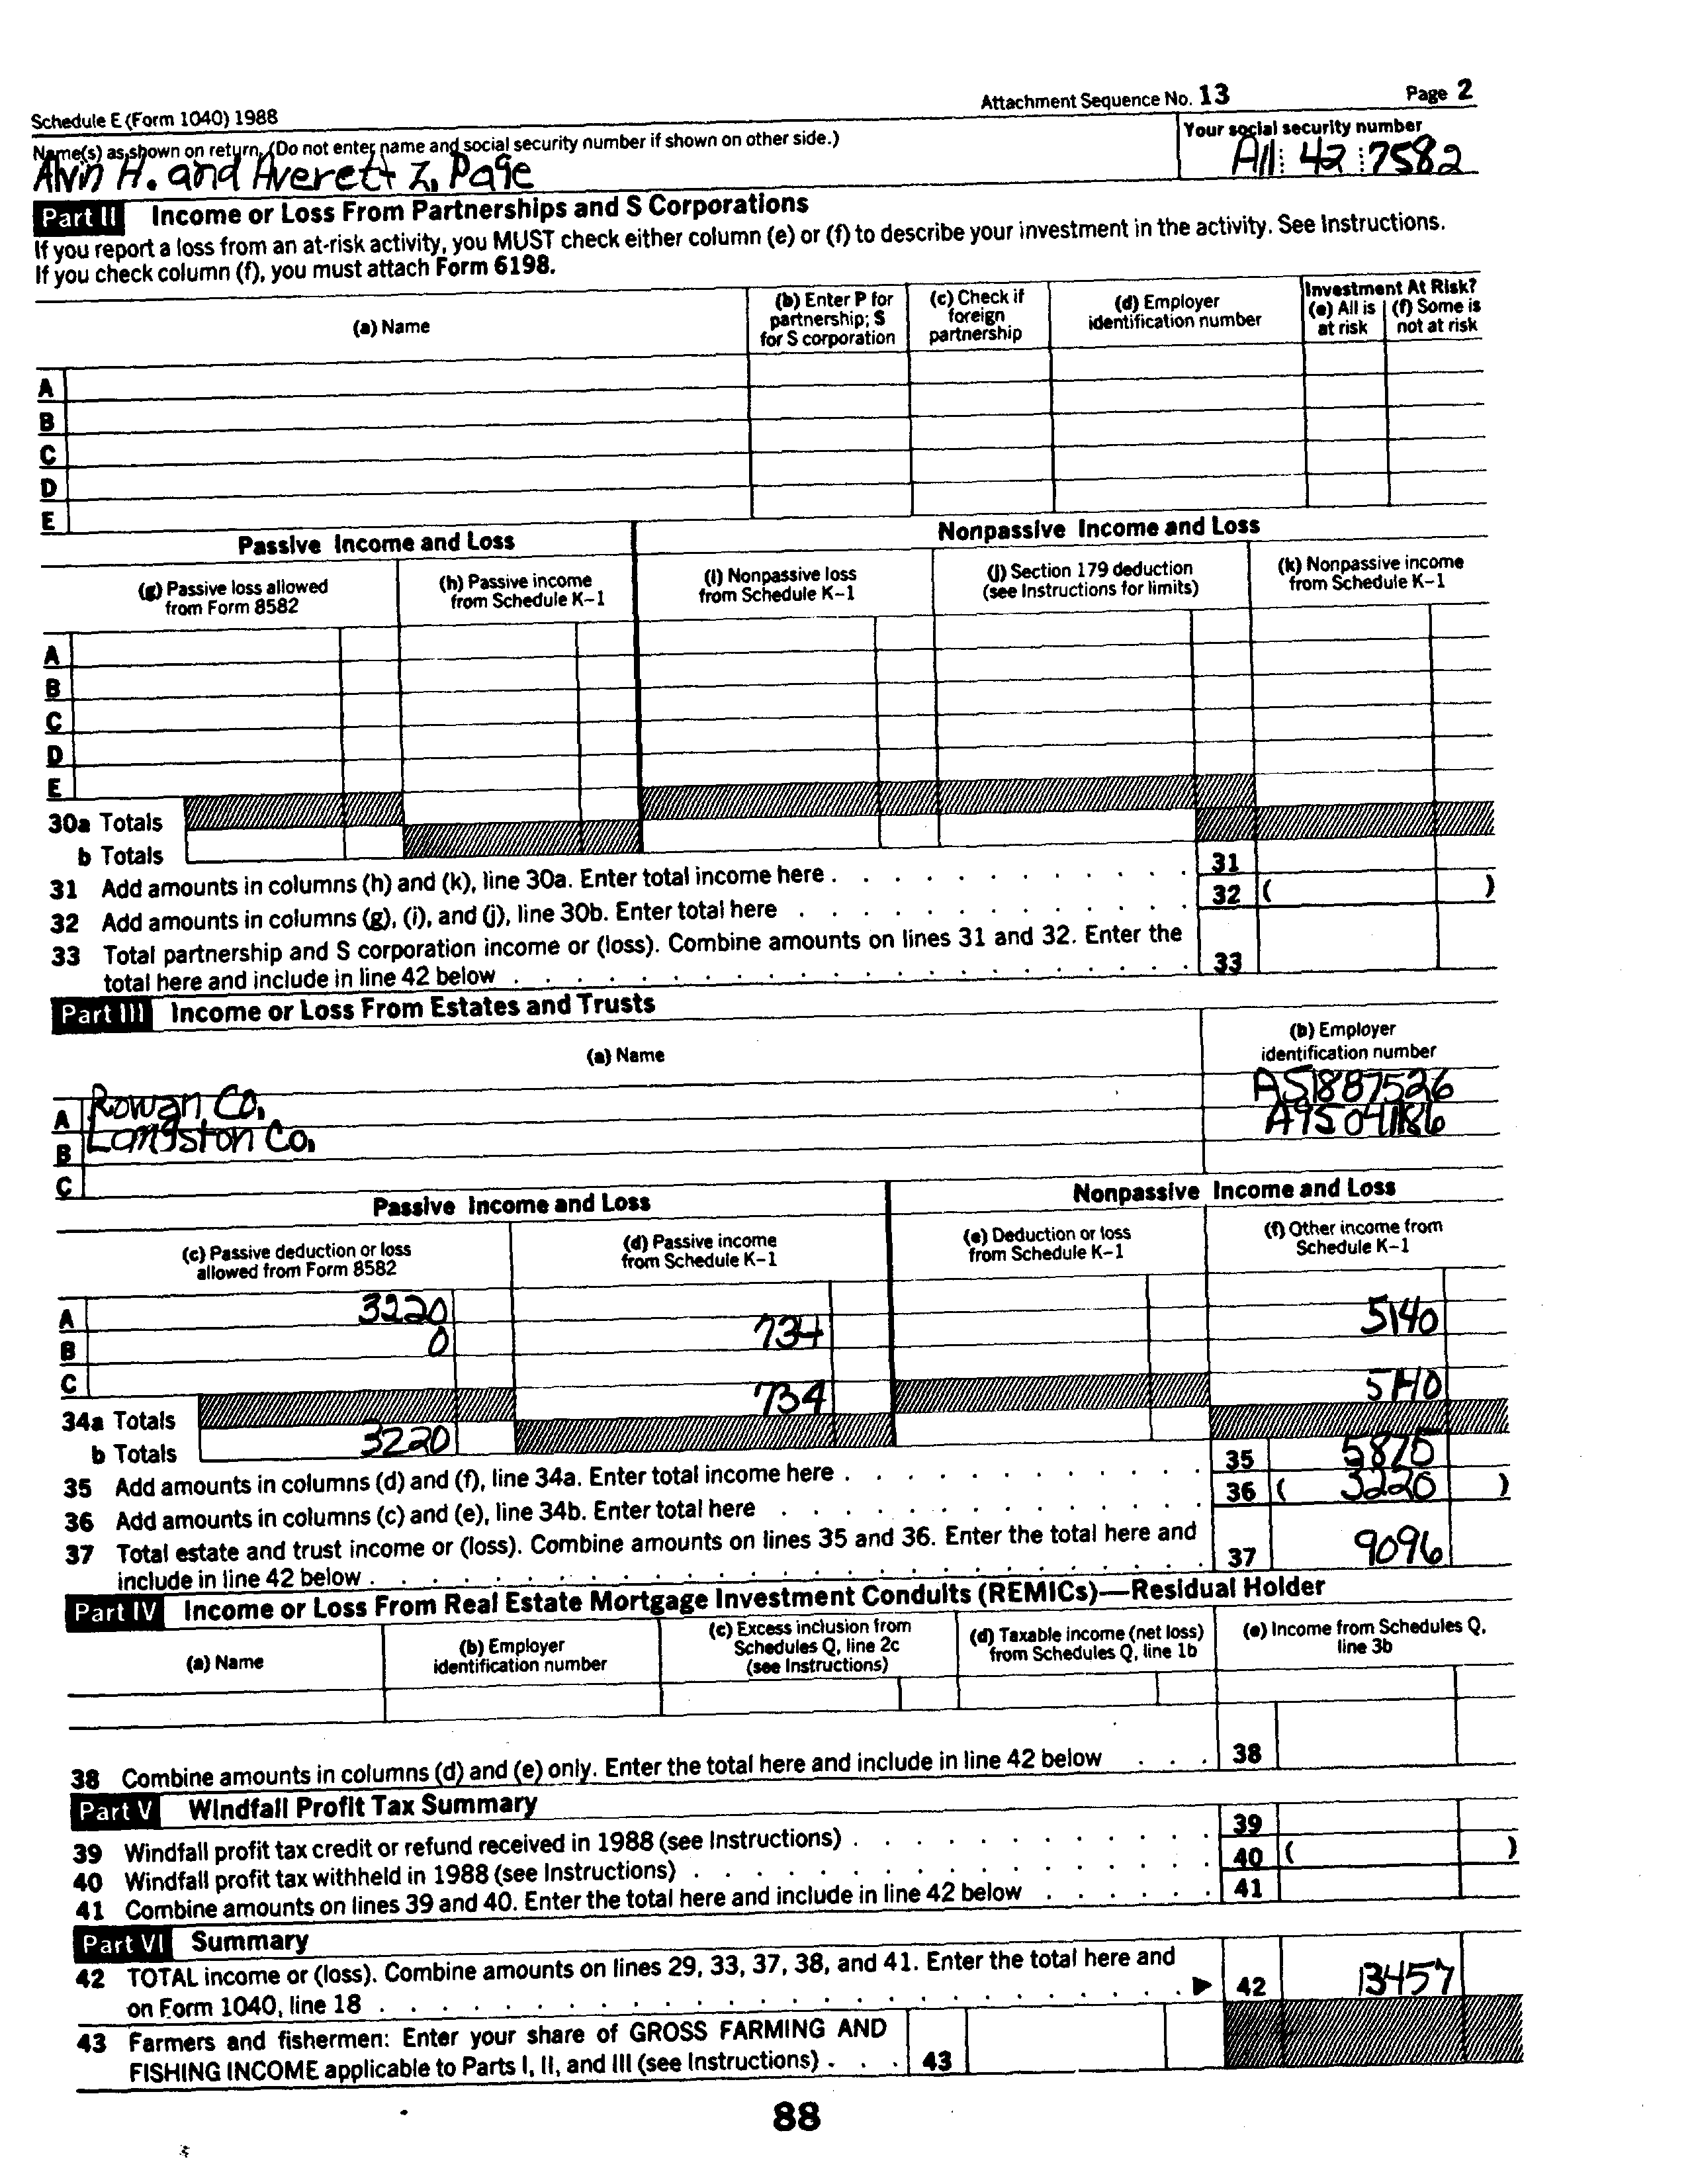 Schedule E (Form 1040) 1988 Attachment Sequence No. 13 Page 2
Name(s) as shown on return. (Do not enter name and social security number if shown on other side.) Your social security number
Alvin H. and Averett Z. Page A11 42 7582
Part II Income or Loss From Partnerships and S Corporations
If you report a loss from an at-risk activity, you MUST check either column (e) or (f) to describe your investment in the activity. See Instructions.
If you check column (f), you must attach Form 6198.
(a) Name
(b) Enter P for partnership; S for S corporation
(c) Check if foreign partnership
(d) Employer identification number
Investment At Risk?
(e) All is at risk
(f) Some is not at risk
A
B
C
D
E
Passive Income and Loss Nonpassive Income and Loss
(g) Passive loss allowed from Form 8582
(h) Passive income from Schedule K–1
(i) Nonpassive loss from Schedule K–1
(j) Section 179 deduction (see Instructions for limits)
(k) Nonpassive income from Schedule K–1
A
B
C
D
E
30a Totals
b Totals
31 Add amounts in columns (h) and (k), line 30a. Enter total income here . 31
32 Add amounts in columns (g), (i), and (j), line 30b. Enter total here . 32 ( )
33 Total partnership and S corporation income or (loss). Combine amounts on lines 31 and 32. Enter the
total here and include in line 42 below . 33
Part III Income or Loss From Estates and Trusts
(a) Name
(b) Employer identification number
A Rowan Co. A51887526
B Langston Co. A95041186
C
Passive Income and Loss Nonpassive Income and Loss
(c) Passive deduction or loss allowed from Form 8582
(d) Passive income from Schedule K–1
(e) Deduction or loss from Schedule K–1
(f) Other income from Schedule K–1
A 3220
B 0 734 5140
C
34a Totals 734 5140
b Totals 3220
35 Add amounts in columns (d) and (f), line 34a. Enter total income here . 35 5875
36 Add amounts in columns (c) and (e), line 34b. Enter total here . 36 ( 3220 )
37 Total estate and trust income or (loss). Combine amounts on lines 35 and 36. Enter the total here and
include in line 42 below . 37 9096
Part IV Income or Loss From Real Estate Mortgage Investment Conduits (REMICs)—Residual Holder
(a) Name
(b) Employer identification number
(c) Excess inclusion from Schedules Q, line 2c (see Instructions)
(d) Taxable income (net loss) from Schedules Q, line 1b
(e) Income from Schedules Q, line 3b
38 Combine amounts in columns (d) and (e) only. Enter the total here and include in line 42 below . 38
Part V Windfall Profit Tax Summary
39 Windfall profit tax credit or refund received in 1988 (see Instructions) . 39
40 Windfall profit tax withheld in 1988 (see Instructions) . 40 ( )
41 Combine amounts on lines 39 and 40. Enter the total here and include in line 42 below . 41
Part VI Summary
42 TOTAL income or (loss). Combine amounts on lines 29, 33, 37, 38, and 41. Enter the total here and
on Form 1040, line 18 . ▶ 42 13457
43 Farmers and fishermen: Enter your share of GROSS FARMING AND
FISHING INCOME applicable to Parts I, II, and III (see Instructions) . 43
88